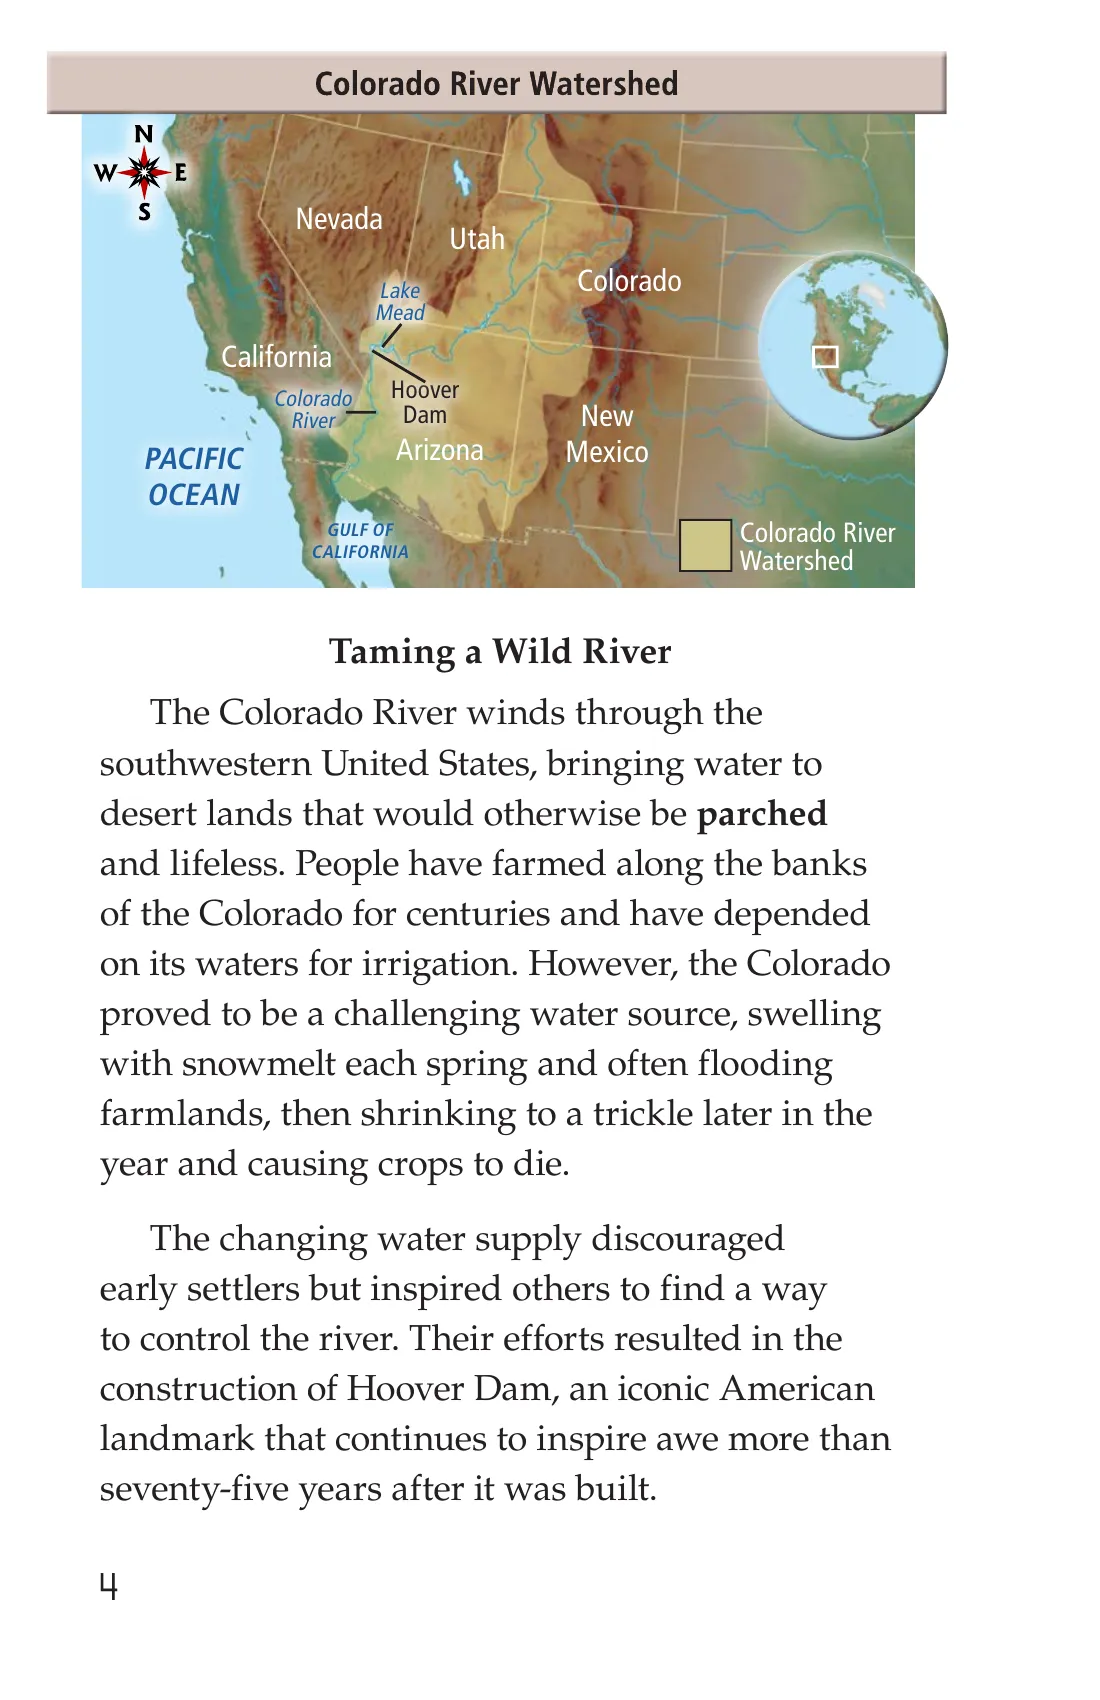 Colorado River Watershed
N
W E
S
Nevada
Utah
Colorado
Lake
Mead
California
Colorado
River
Hoover
Dam
Arizona
New
Mexico
PACIFIC
OCEAN
GULF OF
CALIFORNIA
Colorado River
Watershed
Taming a Wild River
The Colorado River winds through the
southwestern United States, bringing water to
desert lands that would otherwise be parched
and lifeless. People have farmed along the banks
of the Colorado for centuries and have depended
on its waters for irrigation. However, the Colorado
proved to be a challenging water source, swelling
with snowmelt each spring and often flooding
farmlands, then shrinking to a trickle later in the
year and causing crops to die.
The changing water supply discouraged
early settlers but inspired others to find a way
to control the river. Their efforts resulted in the
construction of Hoover Dam, an iconic American
landmark that continues to inspire awe more than
seventy-five years after it was built.
4